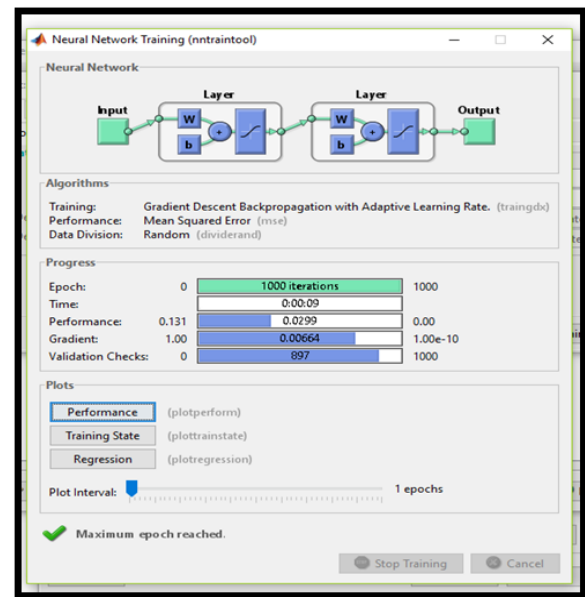 Neural Network Training (nntraintool)
Neural Network
Layer Layer
Input Output
W W
b b
+ +
Algorithms
Training: Gradient Descent Backpropagation with Adaptive Learning Rate. (traingdx)
Performance: Mean Squared Error (mse)
Data Division: Random (dividerand)
Progress
Epoch: 0 1000 iterations 1000
Time: 0:00:09
Performance: 0.131 0.0299 0.00
Gradient: 1.00 0.00664 1.00e-10
Validation Checks: 0 897 1000
Plots
Performance (plotperform)
Training State (plottrainstate)
Regression (plotregression)
Plot Interval: 1 epochs
Maximum epoch reached.
Stop Training Cancel